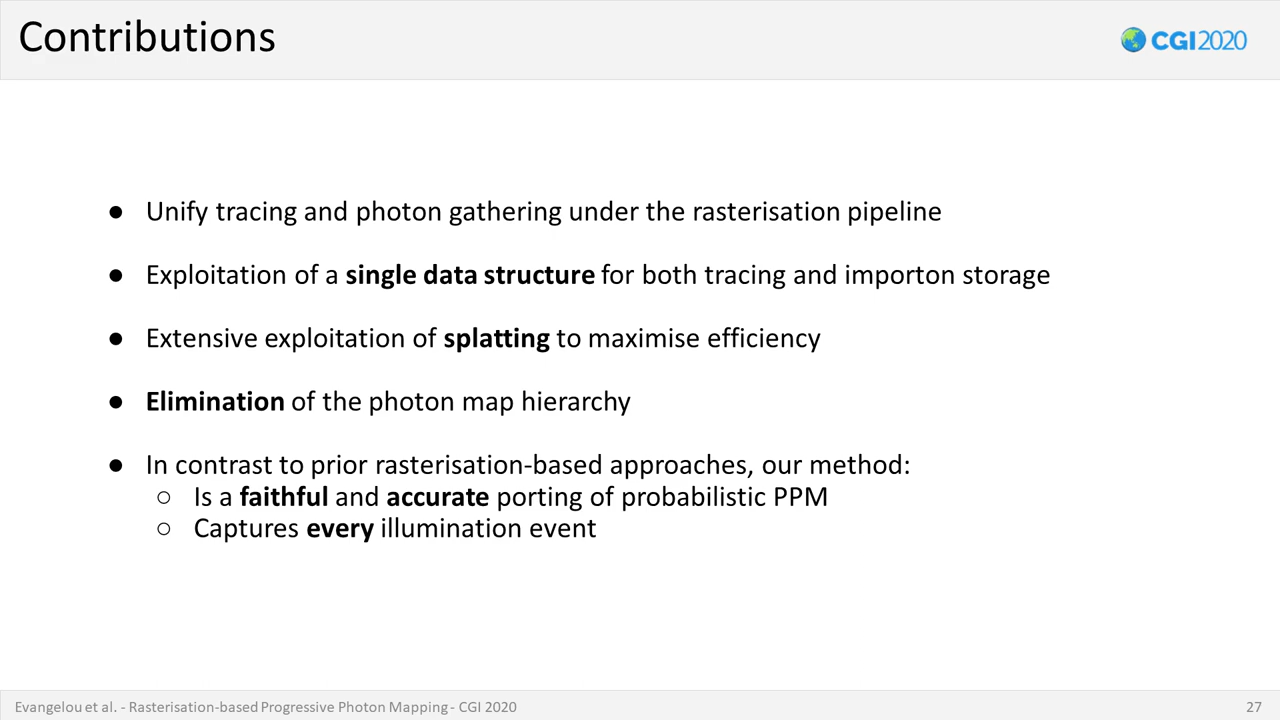 Contributions
CGI2020
● Unify tracing and photon gathering under the rasterisation pipeline
● Exploitation of a single data structure for both tracing and importon storage
● Extensive exploitation of splatting to maximise efficiency
● Elimination of the photon map hierarchy
● In contrast to prior rasterisation-based approaches, our method:
○ Is a faithful and accurate porting of probabilistic PPM
○ Captures every illumination event
Evangelou et al. - Rasterisation-based Progressive Photon Mapping - CGI 2020
27